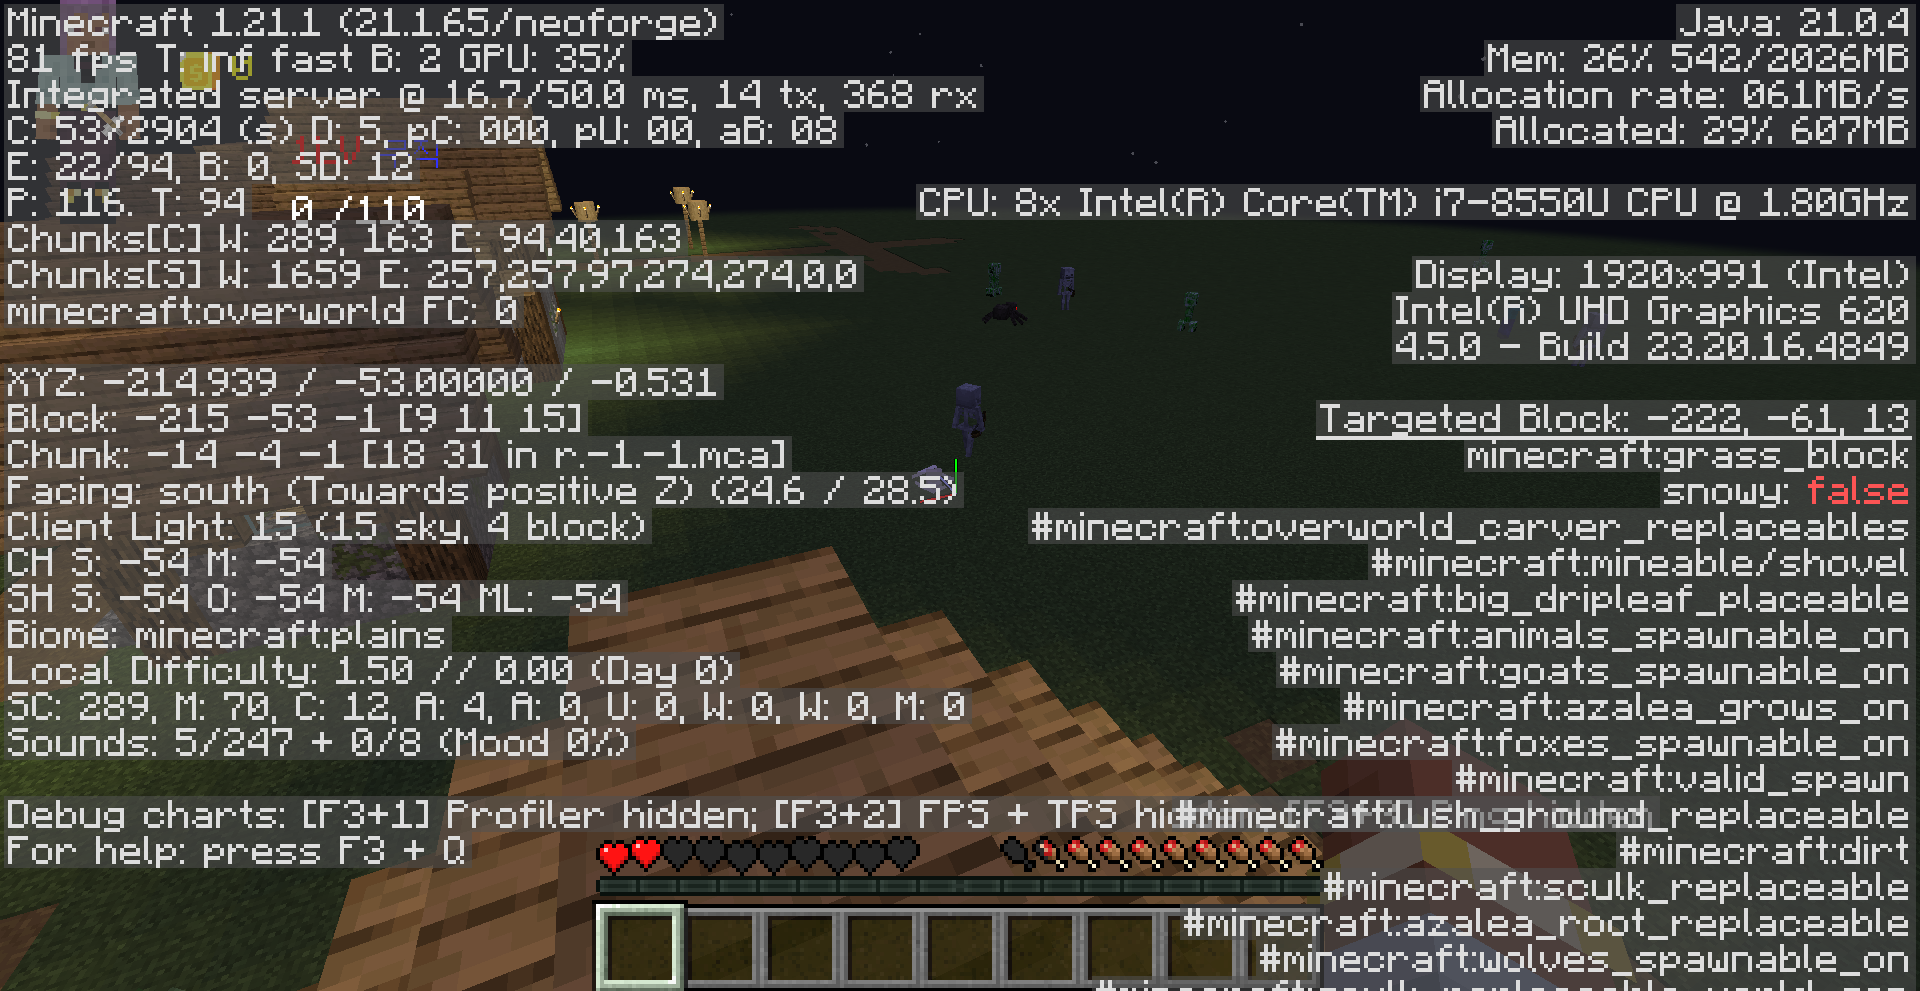 Minecraft 1.21.1 (21.1.65/neoforge)
81 fps T: inf fast B: 2 GPU: 35%
Integrated server @ 16.7/50.0 ms, 14 tx, 368 rx
C: 53/2904 (s) D: 5, pC: 000, pU: 00, aB: 08
E: 22/94, B: 0, SD: 12
P: 116. T: 94
0 /110
Chunks[C] W: 289, 163 E: 94,40,163
Chunks[S] W: 1659 E: 257,257,97,274,274,0,0
minecraft:overworld FC: 0
XYZ: -214.939 / -53.00000 / -0.531
Block: -215 -53 -1 [9 11 15]
Chunk: -14 -4 -1 [18 31 in r.-1.-1.mca]
Facing: south (Towards positive Z) (24.6 / 28.5)
Client Light: 15 (15 sky, 4 block)
CH S: -54 M: -54
SH S: -54 O: -54 M: -54 ML: -54
Biome: minecraft:plains
Local Difficulty: 1.50 // 0.00 (Day 0)
SC: 289, M: 70, C: 12, A: 4, A: 0, U: 0, W: 0, W: 0, M: 0
Sounds: 5/247 + 0/8 (Mood 0%)
Debug charts: [F3+1] Profiler hidden; [F3+2] FPS + TPS
For help: press F3 + Q
Java: 21.0.4
Mem: 26% 542/2026MB
Allocation rate: 061MB/s
Allocated: 29% 607MB
CPU: 8x Intel(R) Core(TM) i7-8550U CPU @ 1.80GHz
Display: 1920x991 (Intel)
Intel(R) UHD Graphics 620
4.5.0 - Build 23.20.16.4849
Targeted Block: -222, -61, 13
minecraft:grass_block
snowy: false
#minecraft:overworld_carver_replaceables
#minecraft:mineable/shovel
#minecraft:big_dripleaf_placeable
#minecraft:animals_spawnable_on
#minecraft:goats_spawnable_on
#minecraft:azalea_grows_on
#minecraft:foxes_spawnable_on
#minecraft:valid_spawn
#minecraft:lush_ground_replaceable
#minecraft:dirt
#minecraft:sculk_replaceable
#minecraft:azalea_root_replaceable
#minecraft:wolves_spawnable_on